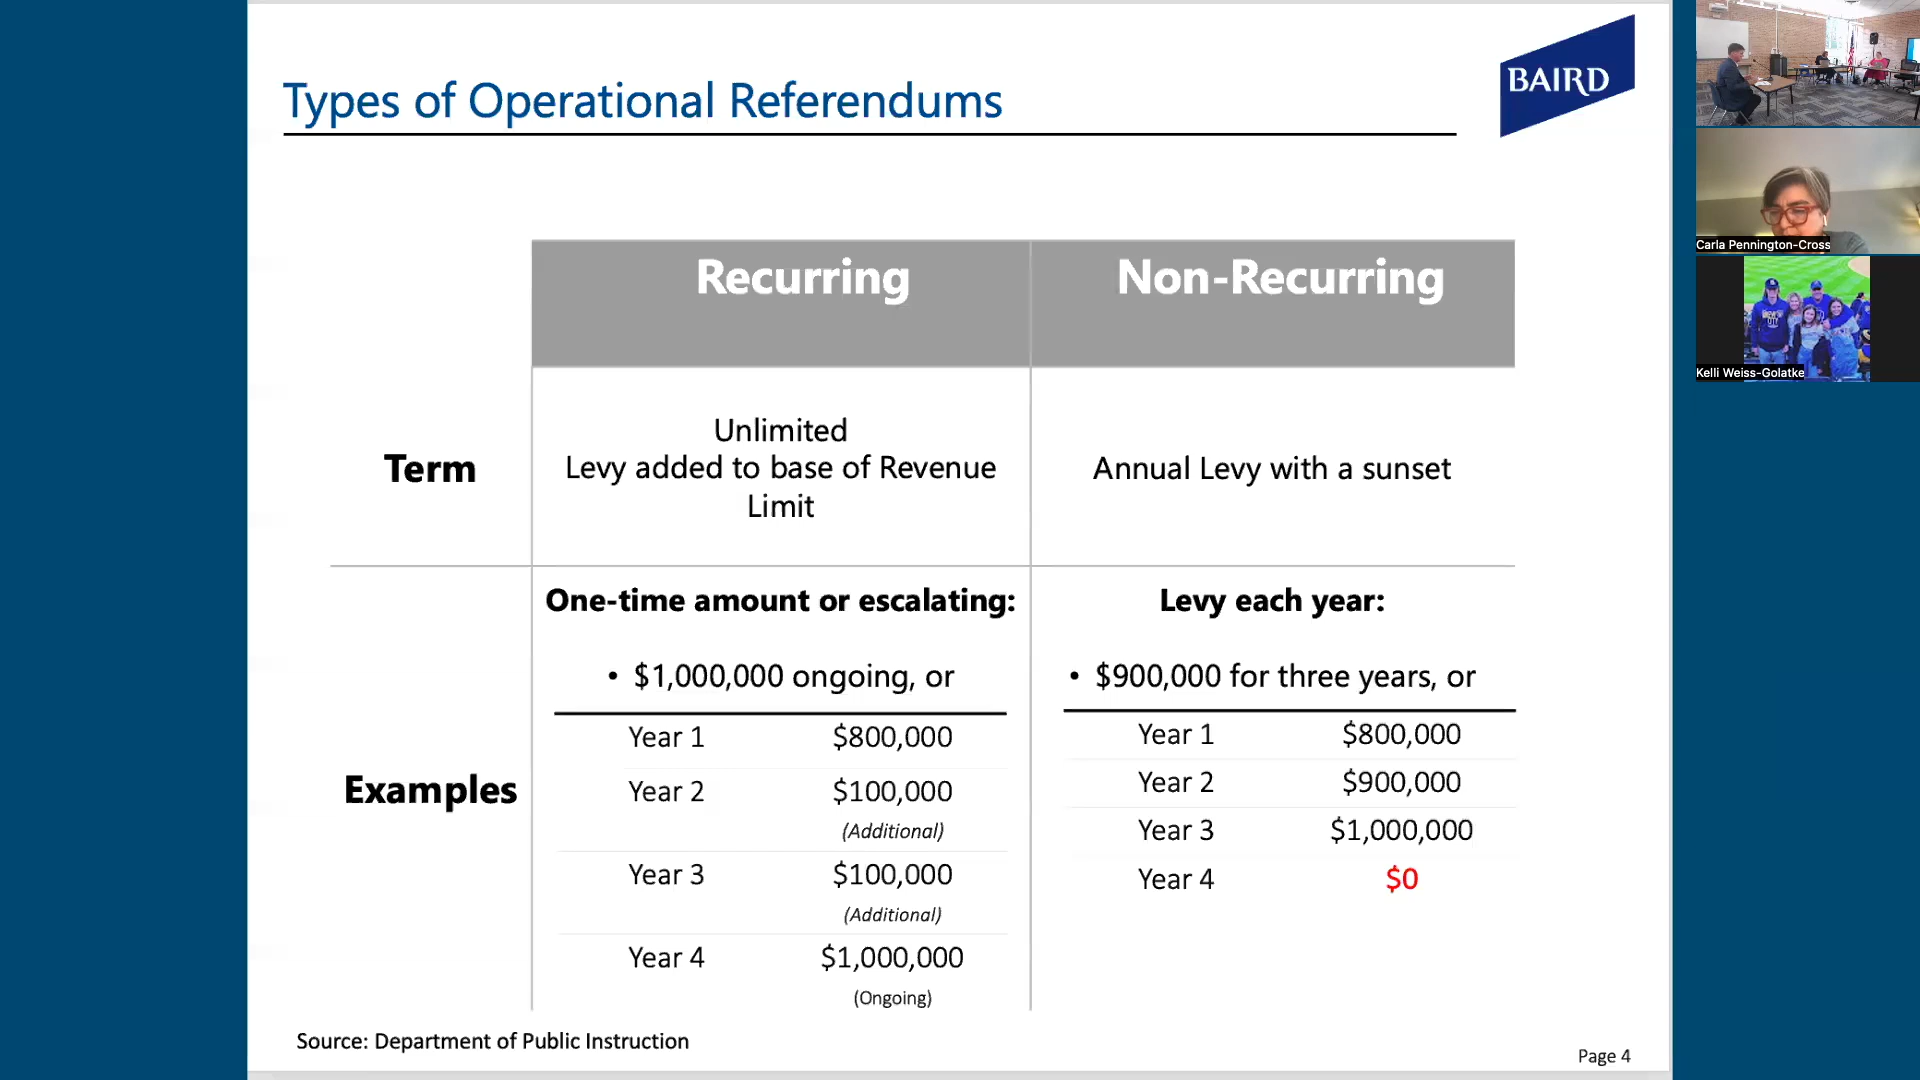 Types of Operational Referendums
BAIRD
Recurring
Non-Recurring
Term
Unlimited
Levy added to base of Revenue
Limit
Annual Levy with a sunset
Examples
One-time amount or escalating:
• $1,000,000 ongoing, or
Year 1 $800,000
Year 2 $100,000
(Additional)
Year 3 $100,000
(Additional)
Year 4 $1,000,000
(Ongoing)
Levy each year:
• $900,000 for three years, or
Year 1 $800,000
Year 2 $900,000
Year 3 $1,000,000
Year 4 $0
Source: Department of Public Instruction
Page 4
Carla Pennington-Cross
Kelli Weiss-Golatke